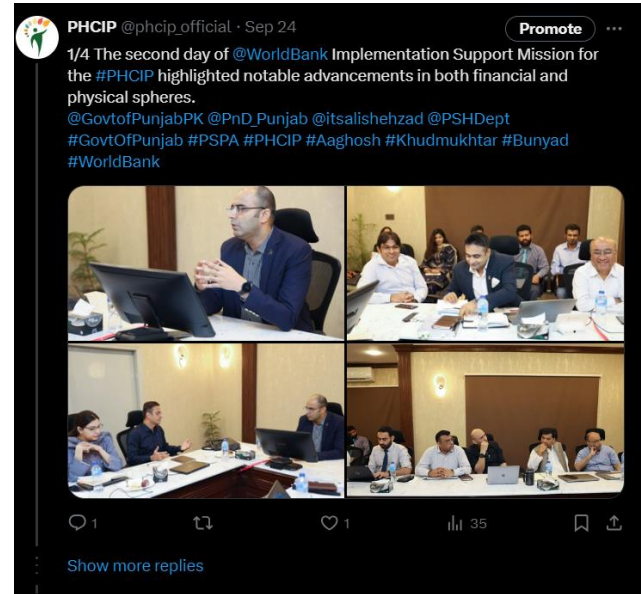 PHCIP @phcip_official · Sep 24
Promote
1/4 The second day of @WorldBank Implementation Support Mission for
the #PHCIP highlighted notable advancements in both financial and
physical spheres.
@GovtofPunjabPK @PnD_Punjab @itsalishehzad @PSHDept
#GovtOfPunjab #PSPA #PHCIP #Aaghosh #Khudmukhtar #Bunyad
#WorldBank
1 1 35
Show more replies